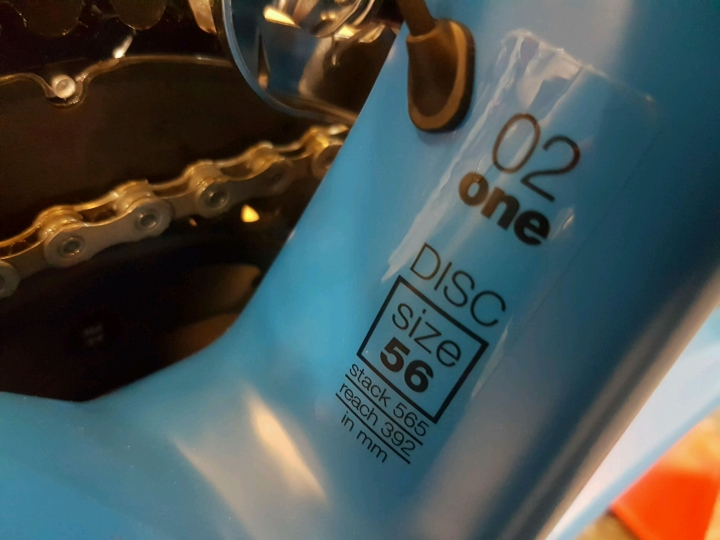 02
one
DISC
size
56
stack 565
reach 392
in mm